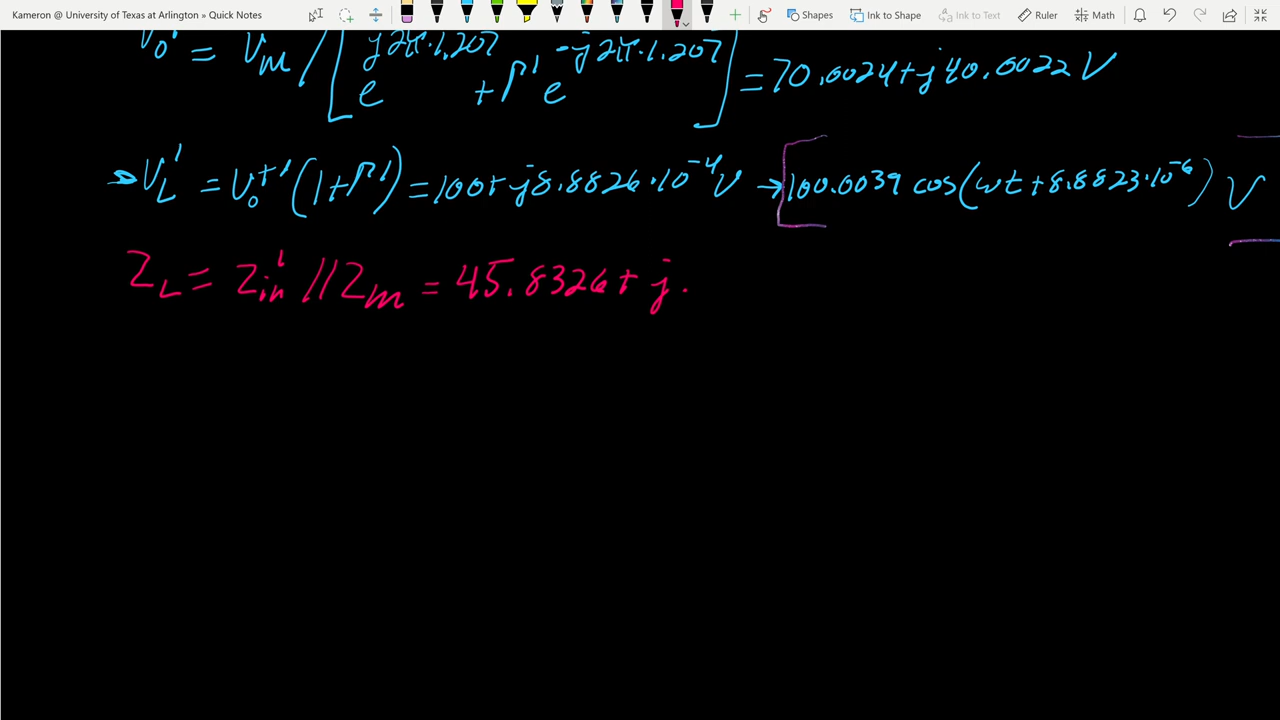 Kameron @ University of Texas at Arlington » Quick Notes
Shapes Ink to Shape Ink to Text Ruler Math
V₀' = Vm / [e^(j2π·1.207) + Γ' e^(-j2π·1.207)] = 70.0024 + j40.0022 V
→ V_L' = V₀⁺' (1+Γ') = 100 + j8.8826·10⁻⁴ V → [100.0039 cos(ωt + 8.8823·10⁻⁶) V
Z_L = Z_in' // Z_m = 45.8326 + j.